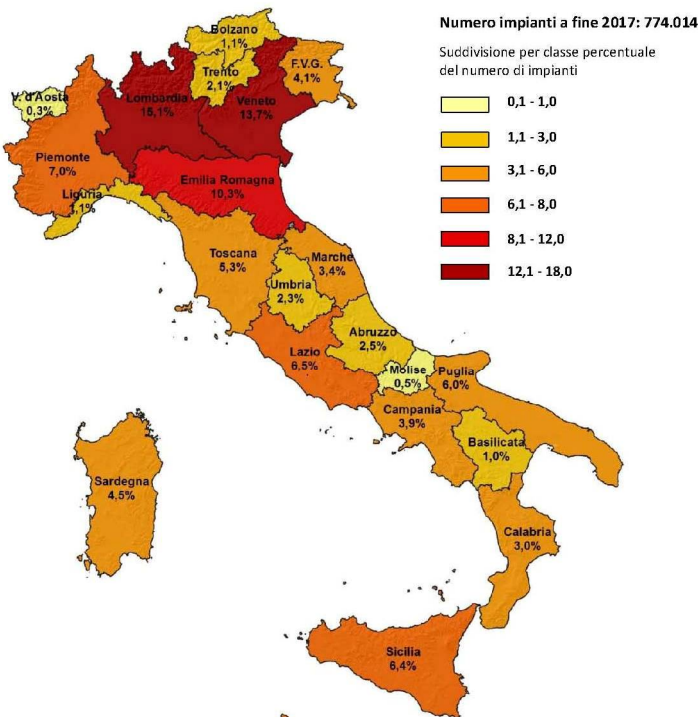 Numero impianti a fine 2017: 774.014
Suddivisione per classe percentuale
del numero di impianti
0,1 - 1,0
1,1 - 3,0
3,1 - 6,0
6,1 - 8,0
8,1 - 12,0
12,1 - 18,0
Bolzano
1,1%
Trento
2,1%
F.V.G.
4,1%
V. d'Aosta
0,3%
Lombardia
15,1%
Veneto
13,7%
Piemonte
7,0%
Emilia Romagna
10,3%
Liguria
1,1%
Toscana
5,3%
Marche
3,4%
Umbria
2,3%
Lazio
6,5%
Abruzzo
2,5%
Molise
0,5%
Puglia
6,0%
Campania
3,9%
Basilicata
1,0%
Sardegna
4,5%
Calabria
3,0%
Sicilia
6,4%